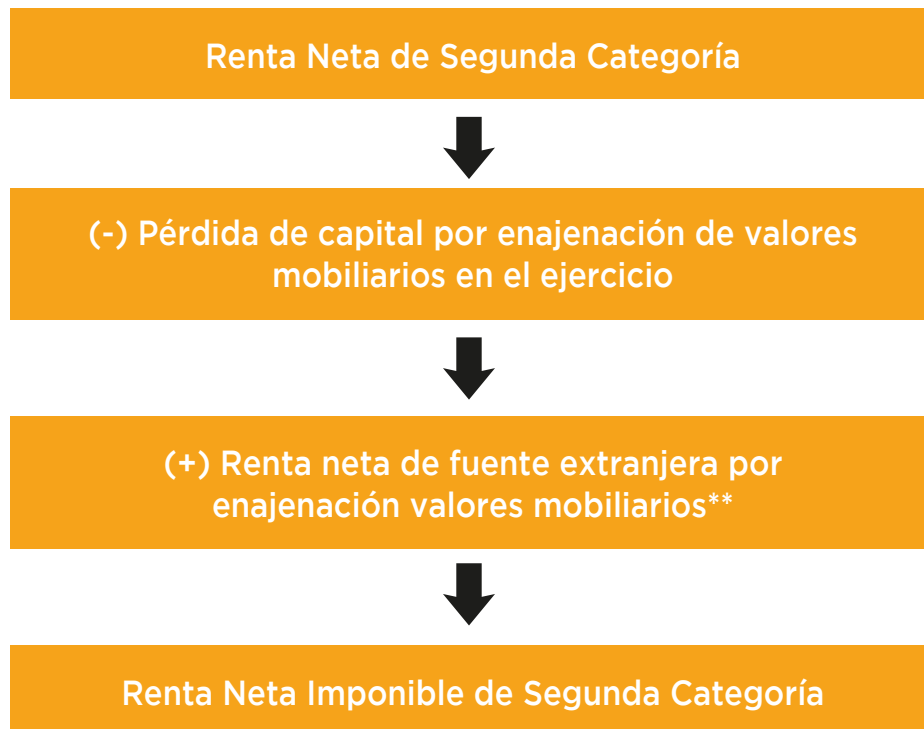 Renta Neta de Segunda Categoría
(-) Pérdida de capital por enajenación de valores
mobiliarios en el ejercicio
(+) Renta neta de fuente extranjera por
enajenación valores mobiliarios**
Renta Neta Imponible de Segunda Categoría